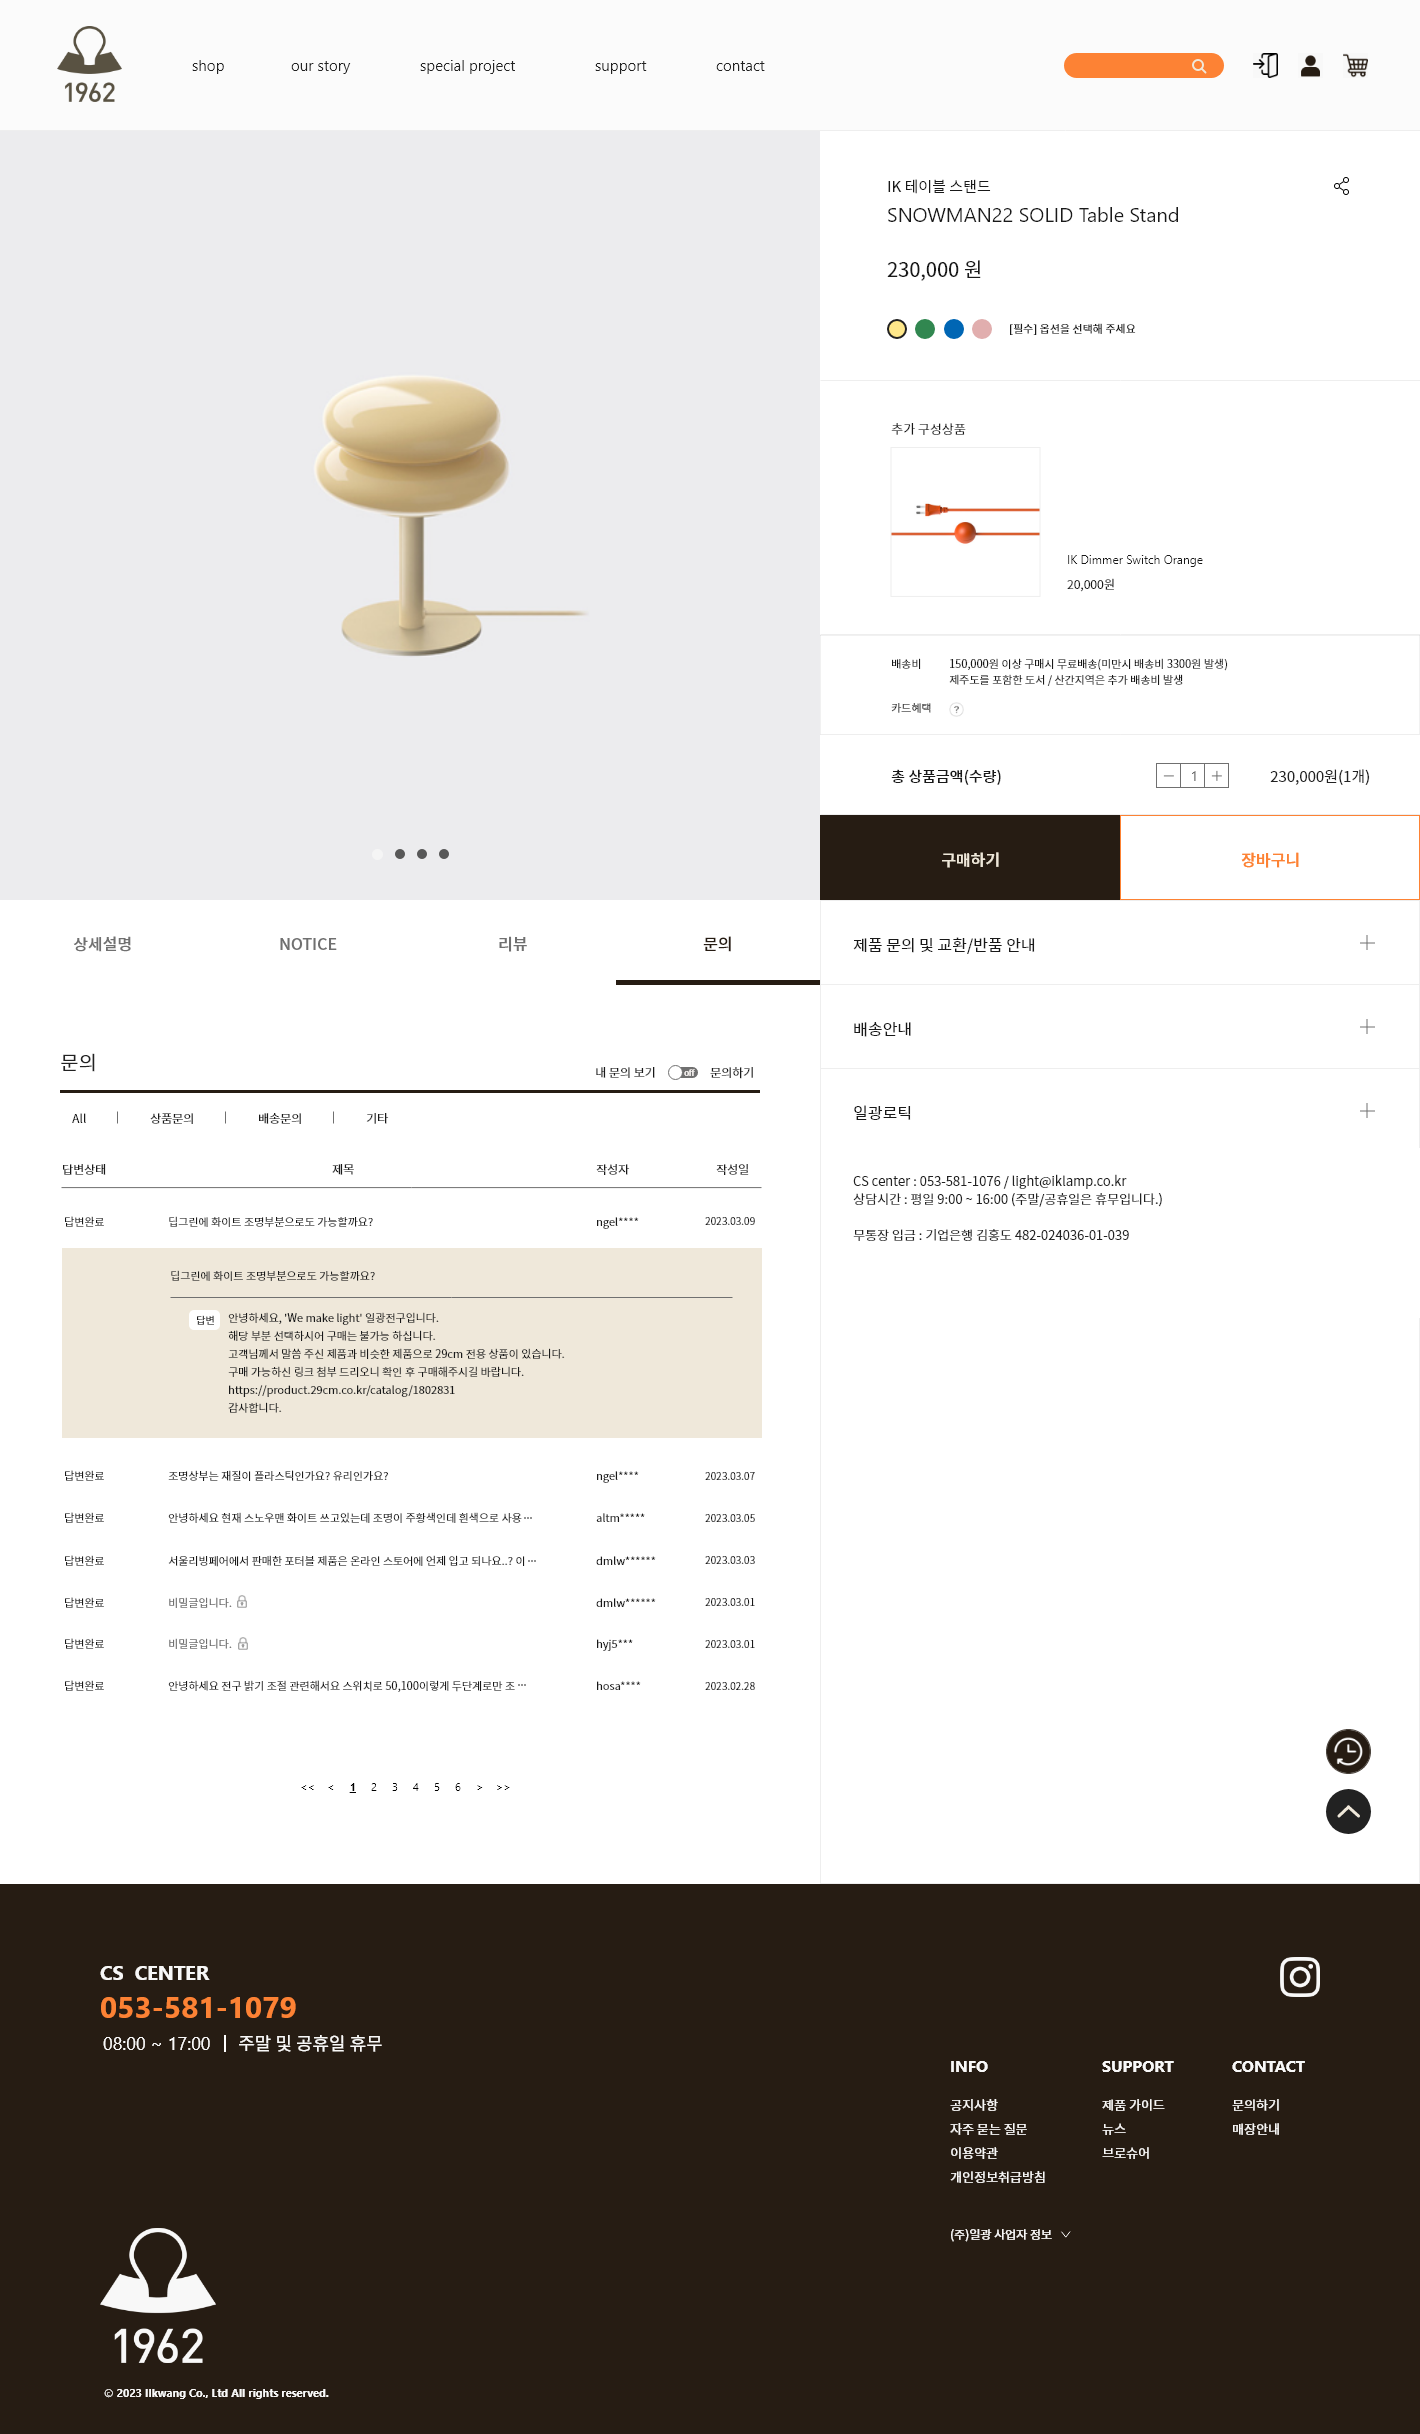 1962
shop
our story
special project
support
contact
IK 테이블 스탠드
SNOWMAN22 SOLID Table Stand
230,000 원
[필수] 옵션을 선택해 주세요
추가 구성상품
IK Dimmer Switch Orange
20,000원
배송비 150,000원 이상 구매시 무료배송(미만시 배송비 3300원 발생)
제주도를 포함한 도서 / 산간지역은 추가 배송비 발생
카드혜택 ?
총 상품금액(수량) − 1 + 230,000원(1개)
구매하기 장바구니
상세설명 NOTICE 리뷰 문의
문의
내 문의 보기 off 문의하기
All | 상품문의 | 배송문의 | 기타
답변상태 제목 작성자 작성일
답변완료 딥그린에 화이트 조명부분으로도 가능할까요? ngel**** 2023.03.09
딥그린에 화이트 조명부분으로도 가능할까요?
답변 안녕하세요, 'We make light' 일광전구입니다.
해당 부분 선택하시어 구매는 불가능 하십니다.
고객님께서 말씀 주신 제품과 비슷한 제품으로 29cm 전용 상품이 있습니다.
구매 가능하신 링크 첨부 드리오니 확인 후 구매해주시길 바랍니다.
https://product.29cm.co.kr/catalog/1802831
감사합니다.
답변완료 조명상부는 재질이 플라스틱인가요? 유리인가요? ngel**** 2023.03.07
답변완료 안녕하세요 현재 스노우맨 화이트 쓰고있는데 조명이 주황색인데 흰색으로 사용 ··· altm***** 2023.03.05
답변완료 서울리빙페어에서 판매한 포터블 제품은 온라인 스토어에 언제 입고 되나요..? 이 ··· dmlw****** 2023.03.03
답변완료 비밀글입니다. dmlw****** 2023.03.01
답변완료 비밀글입니다. hyj5*** 2023.03.01
답변완료 안녕하세요 전구 밝기 조절 관련해서요 스위치로 50,100이렇게 두단계로만 조 ··· hosa**** 2023.02.28
<< < 1 2 3 4 5 6 > >>
제품 문의 및 교환/반품 안내
배송안내
일광로틱
CS center : 053-581-1076 / light@iklamp.co.kr
상담시간 : 평일 9:00 ~ 16:00 (주말/공휴일은 휴무입니다.)
무통장 입금 : 기업은행 김홍도 482-024036-01-039
CS CENTER
053-581-1079
08:00 ~ 17:00 | 주말 및 공휴일 휴무
INFO
공지사항
자주 묻는 질문
이용약관
개인정보취급방침
SUPPORT
제품 가이드
뉴스
브로슈어
CONTACT
문의하기
매장안내
(주)일광 사업자 정보
1962
© 2023 Ilkwang Co., Ltd All rights reserved.